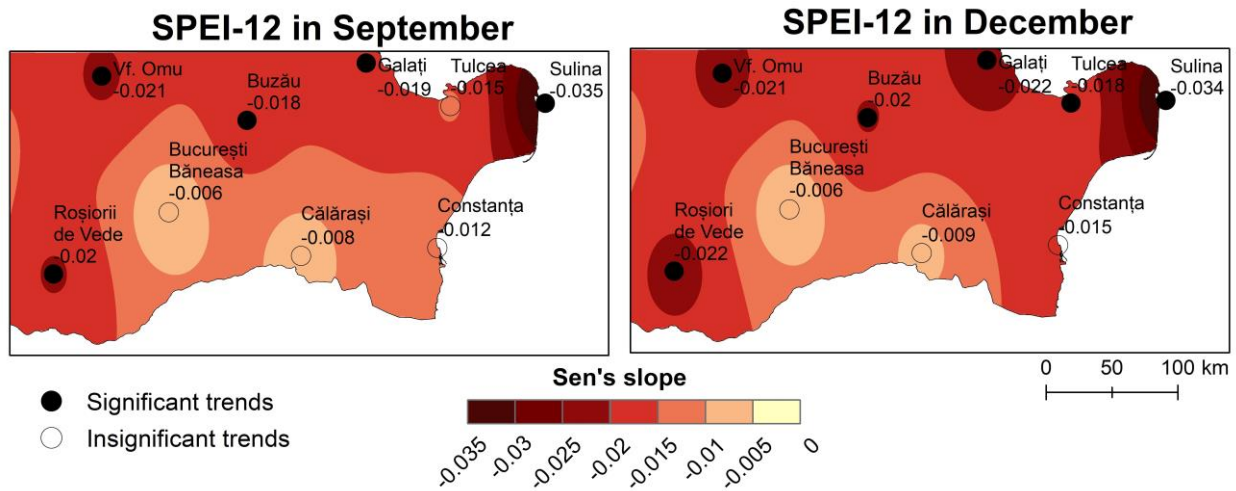 SPEI-12 in September
Vf. Omu
-0.021
Buzău
-0.018
Galați
-0.019
Tulcea
-0.015
Sulina
-0.035
București
Băneasa
-0.006
Roșiorii
de Vede
-0.02
Călărași
-0.008
Constanța
-0.012
SPEI-12 in December
Vf. Omu
-0.021
Buzău
-0.02
Galați
-0.022
Tulcea
-0.018
Sulina
-0.034
București
Băneasa
-0.006
Roșiori
de Vede
-0.022
Călărași
-0.009
Constanța
-0.015
0 50 100 km
Significant trends
Insignificant trends
Sen's slope
-0.035
-0.03
-0.025
-0.02
-0.015
-0.01
-0.005
0